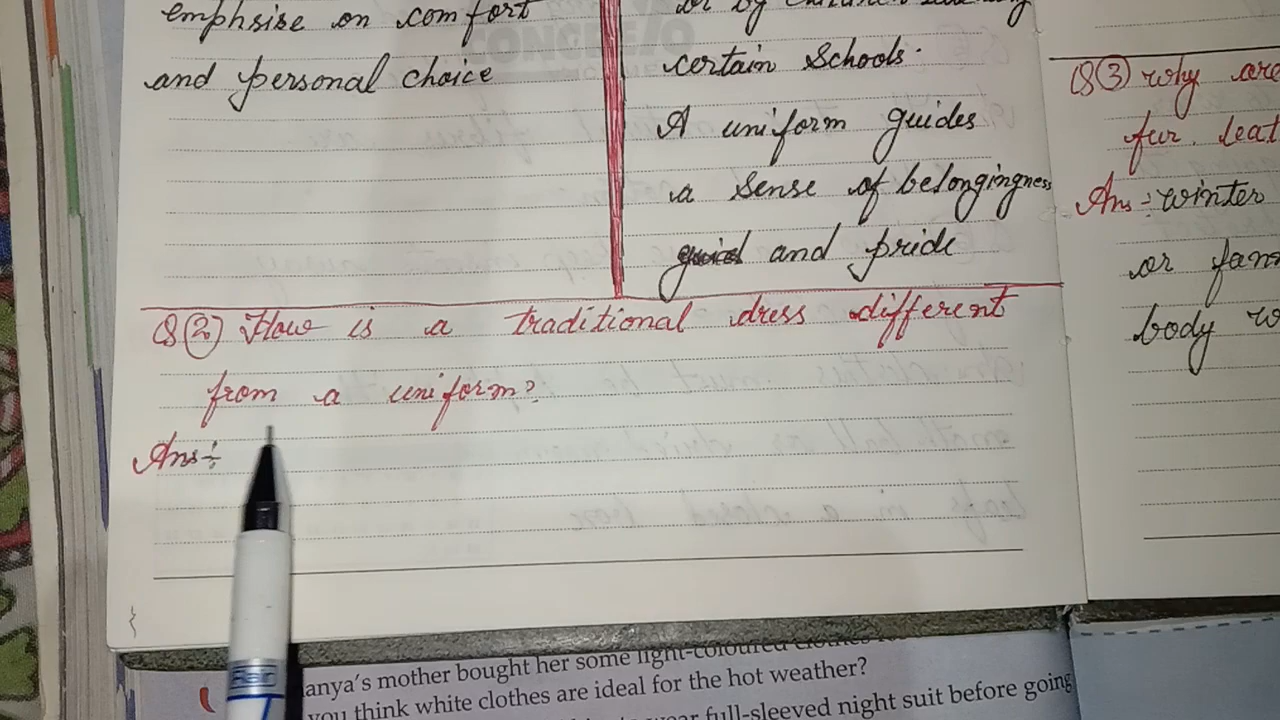 emphsise on comfort
and personal choice
or by children
certain Schools.
A uniform guides
a sense of belongingness
and pride
Q(2) How is a traditional dress different
from a uniform?
Ans÷
Q(3) why are
fur. leat
Ans÷ winter
or fam
body w
anya's mother bought her some light-coloured clothes
you think white clothes are ideal for the hot weather?
wear full-sleeved night suit before going